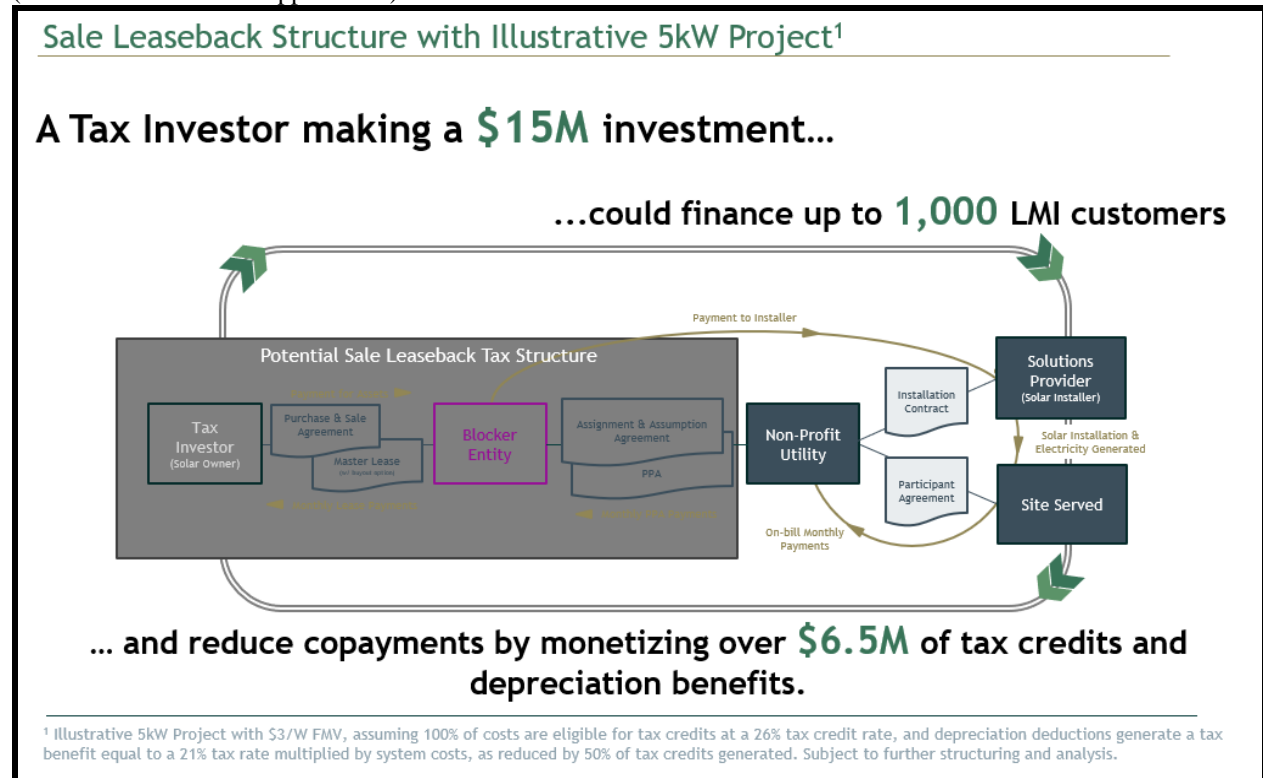 Sale Leaseback Structure with Illustrative 5kW Project¹
A Tax Investor making a $15M investment…
...could finance up to 1,000 LMI customers
Payment to Installer
Potential Sale Leaseback Tax Structure
Tax
Investor
(Solar Owner)
Purchase & Sale
Agreement
Master Lease
Blocker
Entity
Assignment & Assumption
Agreement
PPA
Non-Profit
Utility
Installation
Contract
Participant
Agreement
Solutions
Provider
(Solar Installer)
Solar Installation &
Electricity Generated
Site Served
On-bill Monthly
Payments
… and reduce copayments by monetizing over $6.5M of tax credits and
depreciation benefits.
¹ Illustrative 5kW Project with $3/W FMV, assuming 100% of costs are eligible for tax credits at a 26% tax credit rate, and depreciation deductions generate a tax
benefit equal to a 21% tax rate multiplied by system costs, as reduced by 50% of tax credits generated. Subject to further structuring and analysis.